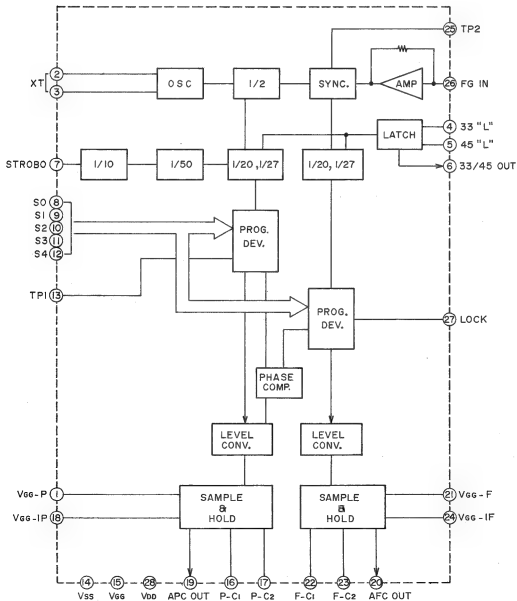 25 TP2
2
XT
3
OSC
1/2
SYNC.
AMP
26 FG IN
4 33 "L"
LATCH
5 45 "L"
6 33/45 OUT
STROBO 7
1/10
1/50
1/20, 1/27
1/20, 1/27
S0 8
S1 9
S2 10
S3 11
S4 12
PROG.
DEV.
TP1 13
PROG.
DEV.
27 LOCK
PHASE
COMP.
LEVEL
CONV.
LEVEL
CONV.
VGG-P 1
SAMPLE
&
HOLD
SAMPLE
&
HOLD
21 VGG-F
VGG-IP 18
24 VGG-IF
14 15 28 19 16 17 22 23 20
VSS VGG VDD APC OUT P-C1 P-C2 F-C1 F-C2 AFC OUT